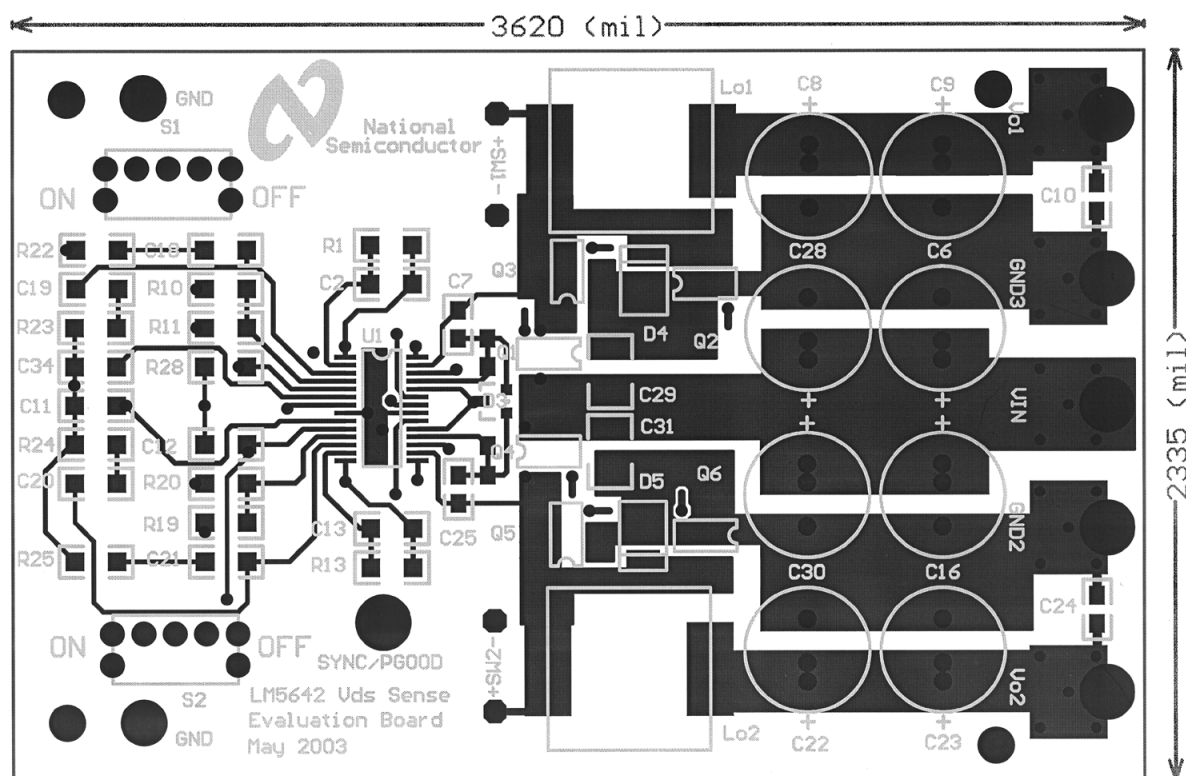 3620 (mil)
2335 (mil)
GND
S1
ON
OFF
National
Semiconductor
+SW1-
Lo1
C8
+
C9
+
Vo1
C10
R22
C18
R1
C19
R10
C2
C7
Q3
C28
C6
GND3
R23
R11
U1
Q1
D4
Q2
C34
R28
C11
D3
C29
VIN
+
+
R24
C12
C31
+
+
Q4
C20
R20
D5
Q6
R19
C13
C25
Q5
GND2
R25
C21
R13
C30
C16
C24
ON
OFF
SYNC/PGOOD
+SW2-
S2
LM5642 Vds Sense
Evaluation Board
May 2003
GND
Lo2
+
C22
+
C23
Vo2